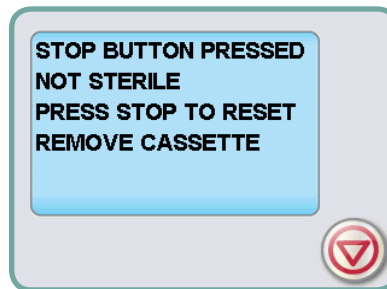 STOP BUTTON PRESSED
NOT STERILE
PRESS STOP TO RESET
REMOVE CASSETTE